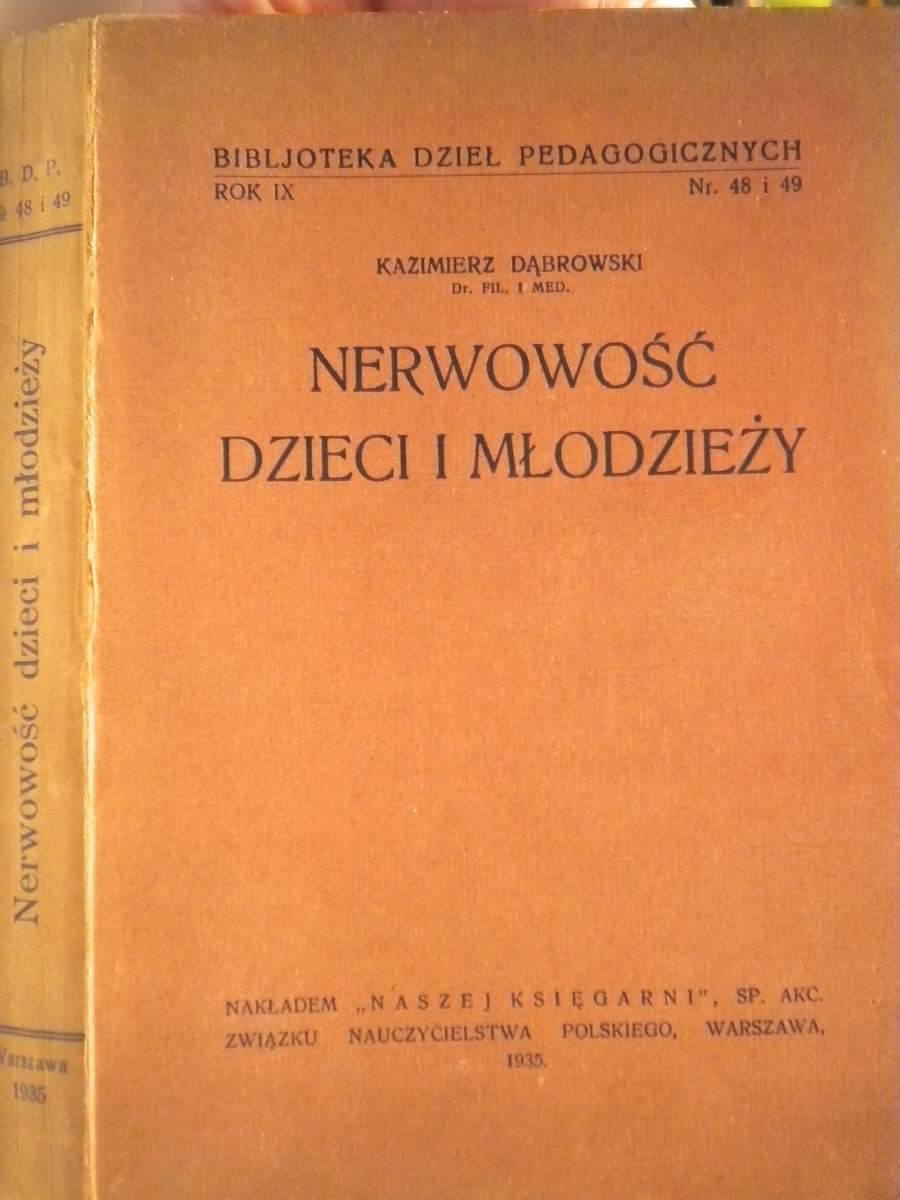 B. D. P.
№ 48 i 49
Nerwowość dzieci i młodzieży
Warszawa
1935
BIBLJOTEKA DZIEŁ PEDAGOGICZNYCH
ROK IX Nr. 48 i 49
KAZIMIERZ DĄBROWSKI
Dr. FIL. I MED.
NERWOWOŚĆ
DZIECI I MŁODZIEŻY
NAKŁADEM „NASZEJ KSIĘGARNI”, SP. AKC.
ZWIĄZKU NAUCZYCIELSTWA POLSKIEGO, WARSZAWA,
1935.